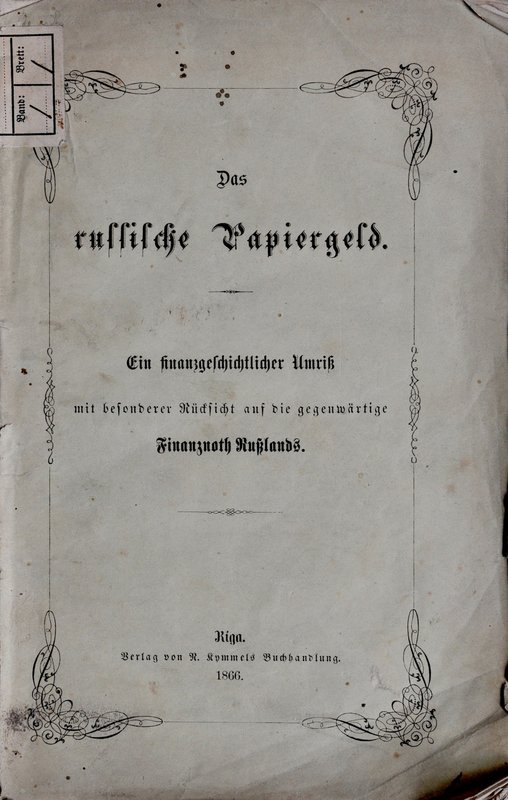 Brett:
Band:
Das
russische Papiergeld.
Ein finanzgeschichtlicher Umriß
mit besonderer Rücksicht auf die gegenwärtige
Finanznoth Rußlands.
Riga.
Verlag von N. Kymmels Buchhandlung.
1866.